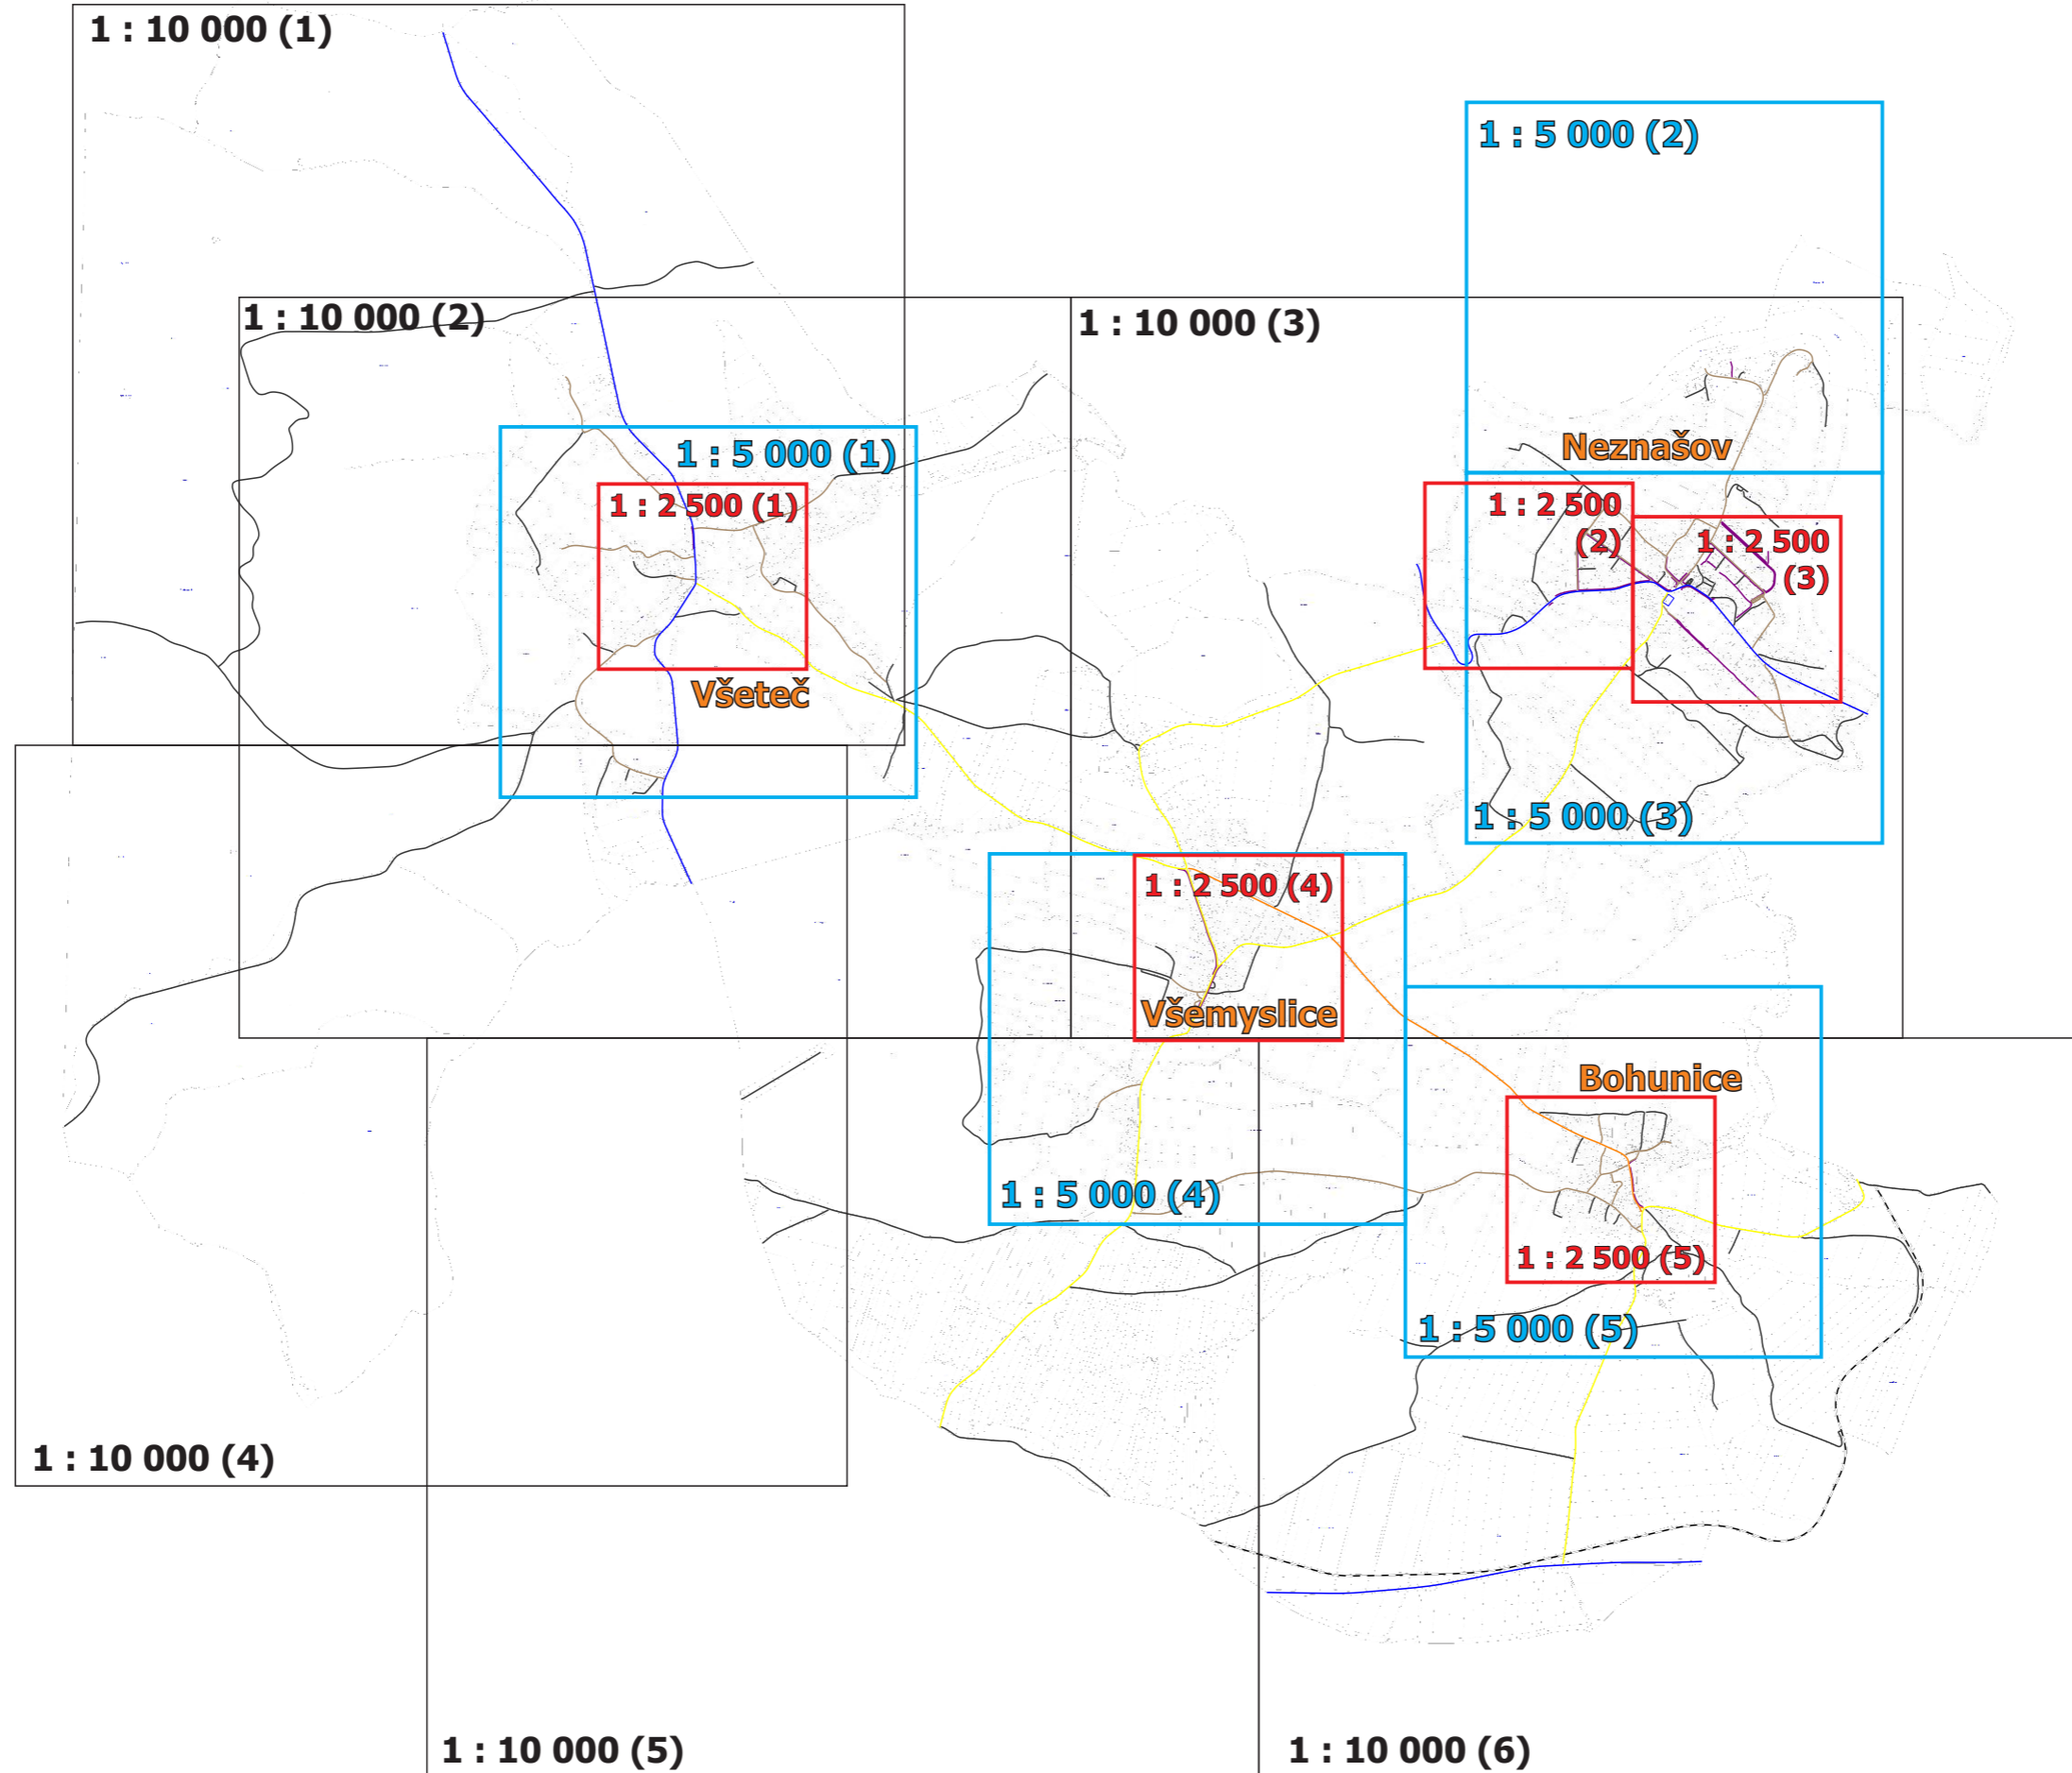 1 : 10 000 (1)
1 : 5 000 (2)
1 : 10 000 (2)
1 : 10 000 (3)
1 : 5 000 (1)
Neznašov
1 : 2 500 (1)
1 : 2 500
(2)
1 : 2 500
(3)
Všeteč
1 : 5 000 (3)
1 : 2 500 (4)
Všemyslice
Bohunice
1 : 5 000 (4)
1 : 2 500 (5)
1 : 5 000 (5)
1 : 10 000 (4)
1 : 10 000 (5)
1 : 10 000 (6)